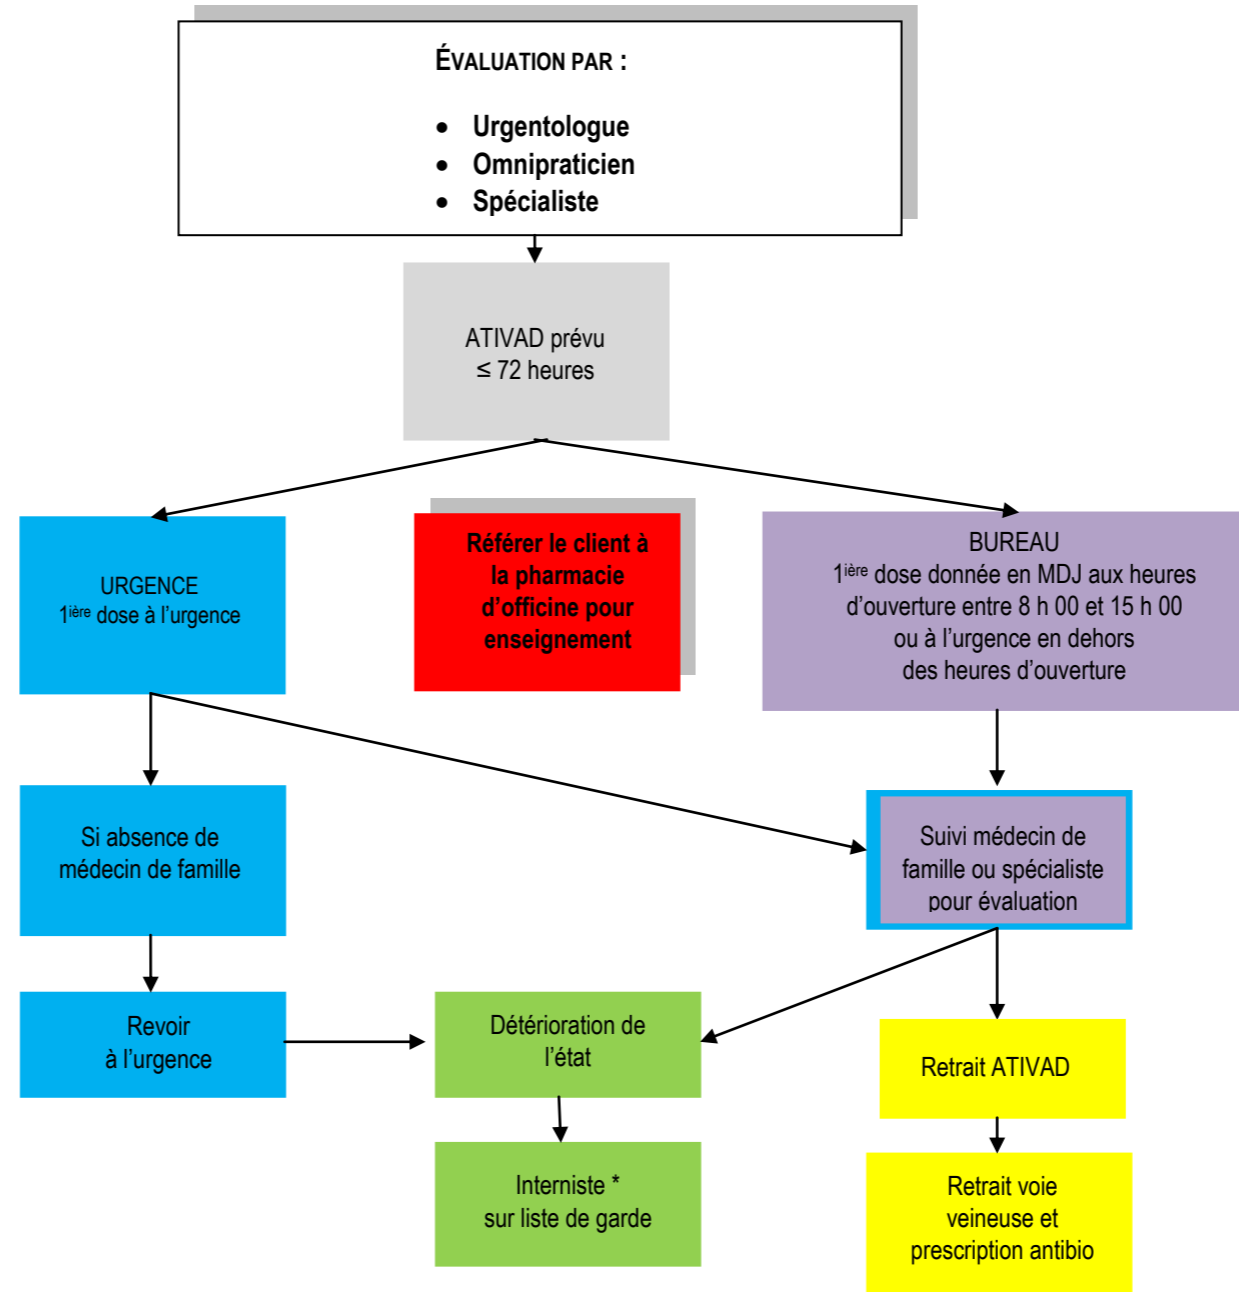 ÉVALUATION PAR :
• Urgentologue
• Omnipraticien
• Spécialiste
ATIVAD prévu
≤ 72 heures
URGENCE
1ière dose à l'urgence
Référer le client à
la pharmacie
d'officine pour
enseignement
BUREAU
1ière dose donnée en MDJ aux heures
d'ouverture entre 8 h 00 et 15 h 00
ou à l'urgence en dehors
des heures d'ouverture
Si absence de
médecin de famille
Suivi médecin de
famille ou spécialiste
pour évaluation
Revoir
à l'urgence
Détérioration de
l'état
Retrait ATIVAD
Interniste *
sur liste de garde
Retrait voie
veineuse et
prescription antibio